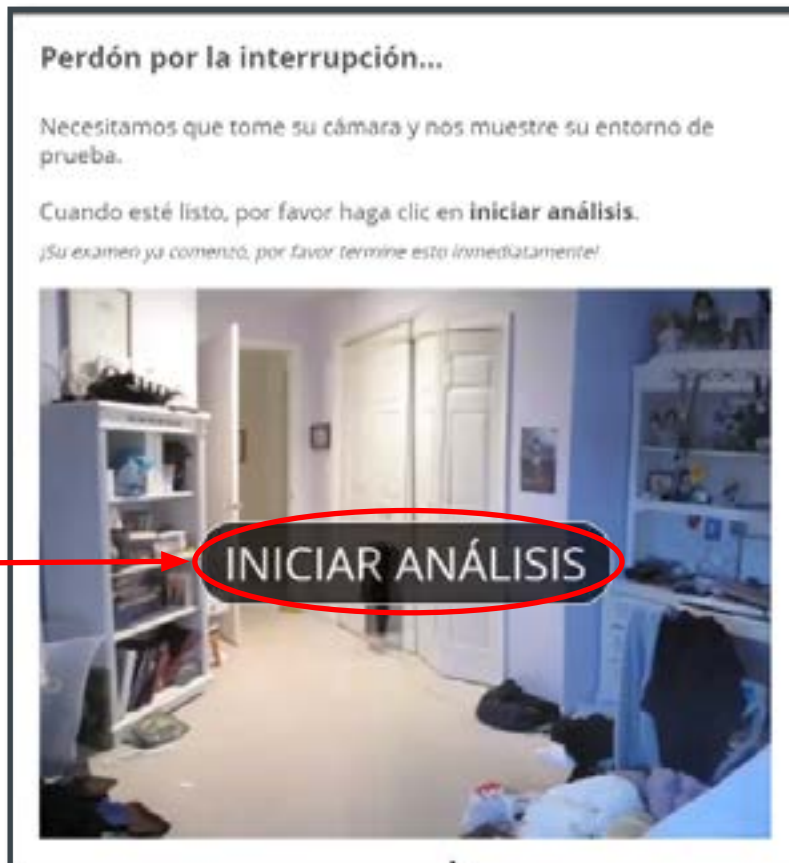 Perdón por la interrupción...
Necesitamos que tome su cámara y nos muestre su entorno de
prueba.
Cuando esté listo, por favor haga clic en iniciar análisis.
¡Su examen ya comenzó, por favor termine esto inmediatamente!
INICIAR ANÁLISIS